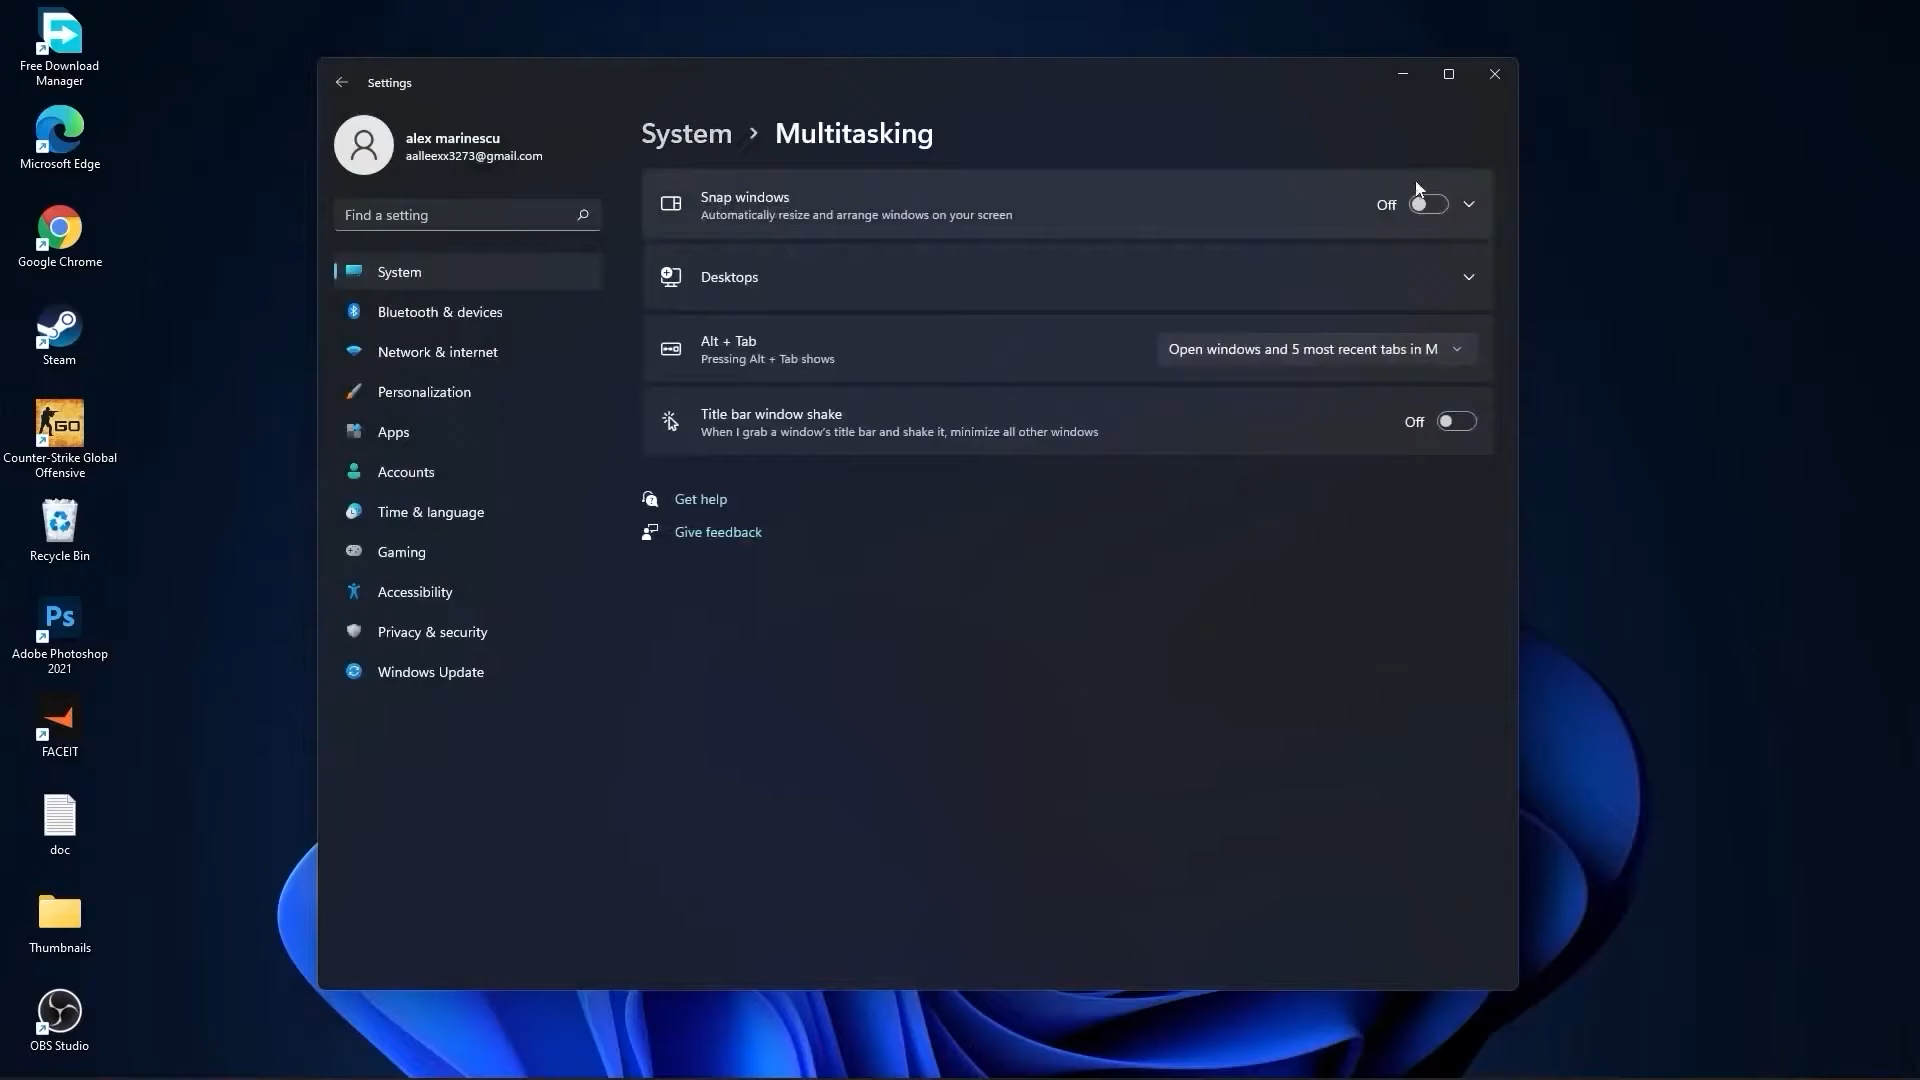 Free Download
Manager
Microsoft Edge
Google Chrome
Steam
GO
Counter-Strike Global
Offensive
Recycle Bin
Ps
Adobe Photoshop
2021
FACEIT
doc
Thumbnails
OBS Studio
Settings
alex marinescu
aalleexx3273@gmail.com
Find a setting
System
Bluetooth & devices
Network & internet
Personalization
Apps
Accounts
Time & language
Gaming
Accessibility
Privacy & security
Windows Update
System > Multitasking
Snap windows
Automatically resize and arrange windows on your screen
Off
Desktops
Alt + Tab
Pressing Alt + Tab shows
Open windows and 5 most recent tabs in M
Title bar window shake
When I grab a window's title bar and shake it, minimize all other windows
Off
Get help
Give feedback